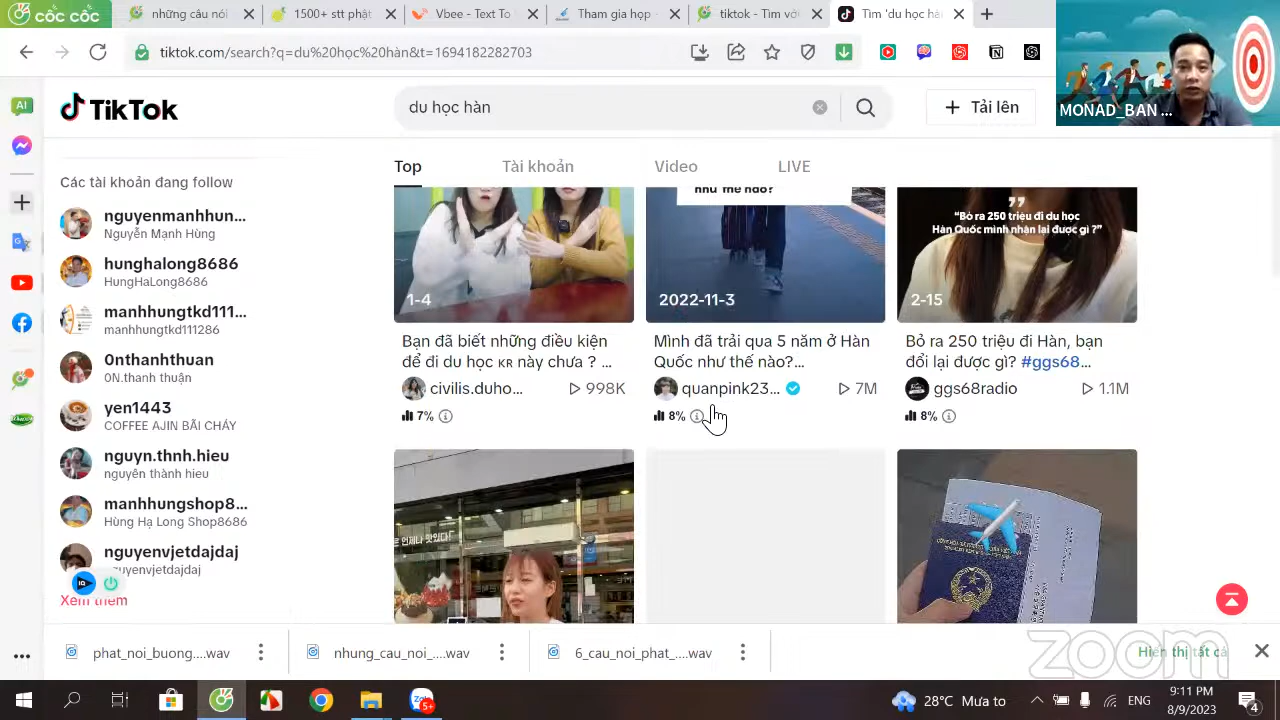 cốc cốc
những câu nói
1500+ stt phát
Vbee -
Tham gia họp -
tiktok -
Tìm 'du học hàn
tiktok.com/search?q=du%20hoc%20hàn&t=1694182282703
MONAD_BAN ...
AI
TikTok
du học hàn
Tải lên
Top
Tài khoản
Video
LIVE
Các tài khoản đang follow
nguyenmanhhun...
Nguyễn Mạnh Hùng
hunghalong8686
HungHaLong8686
manhhungtkd111...
manhhungtkd111286
0nthanhthuan
0N.thanh thuận
yen1443
COFFEE AJIN BÃI CHÁY
nguyn.thnh.hieu
nguyên thành hieu
manhhungshop8...
Hùng Hạ Long Shop8686
nguyenvjetdajdaj
nguyenvjetdajdaj
Xem thêm
1-4
Bạn đã biết những điều kiện
để đi du học ᴋʀ này chưa ? ...
civilis.duho...
998K
7%
như thế nào?
2022-11-3
Mình đã trải qua 5 năm ở Hàn
Quốc như thế nào?...
quanpink23...
7M
8%
"Bỏ ra 250 triệu đi du học
Hàn Quốc mình nhận lại được gì ?"
2-15
Bỏ ra 250 triệu đi Hàn, bạn
đổi lại được gì? #ggs68...
ggs68radio
1.1M
8%
phat_noi_buong....wav
nhung_cau_noi_....wav
6_cau_noi_phat_....wav
Hiển thị tất cả
zoom
5+
28°C Mưa to
ENG
9:11 PM
8/9/2023
4